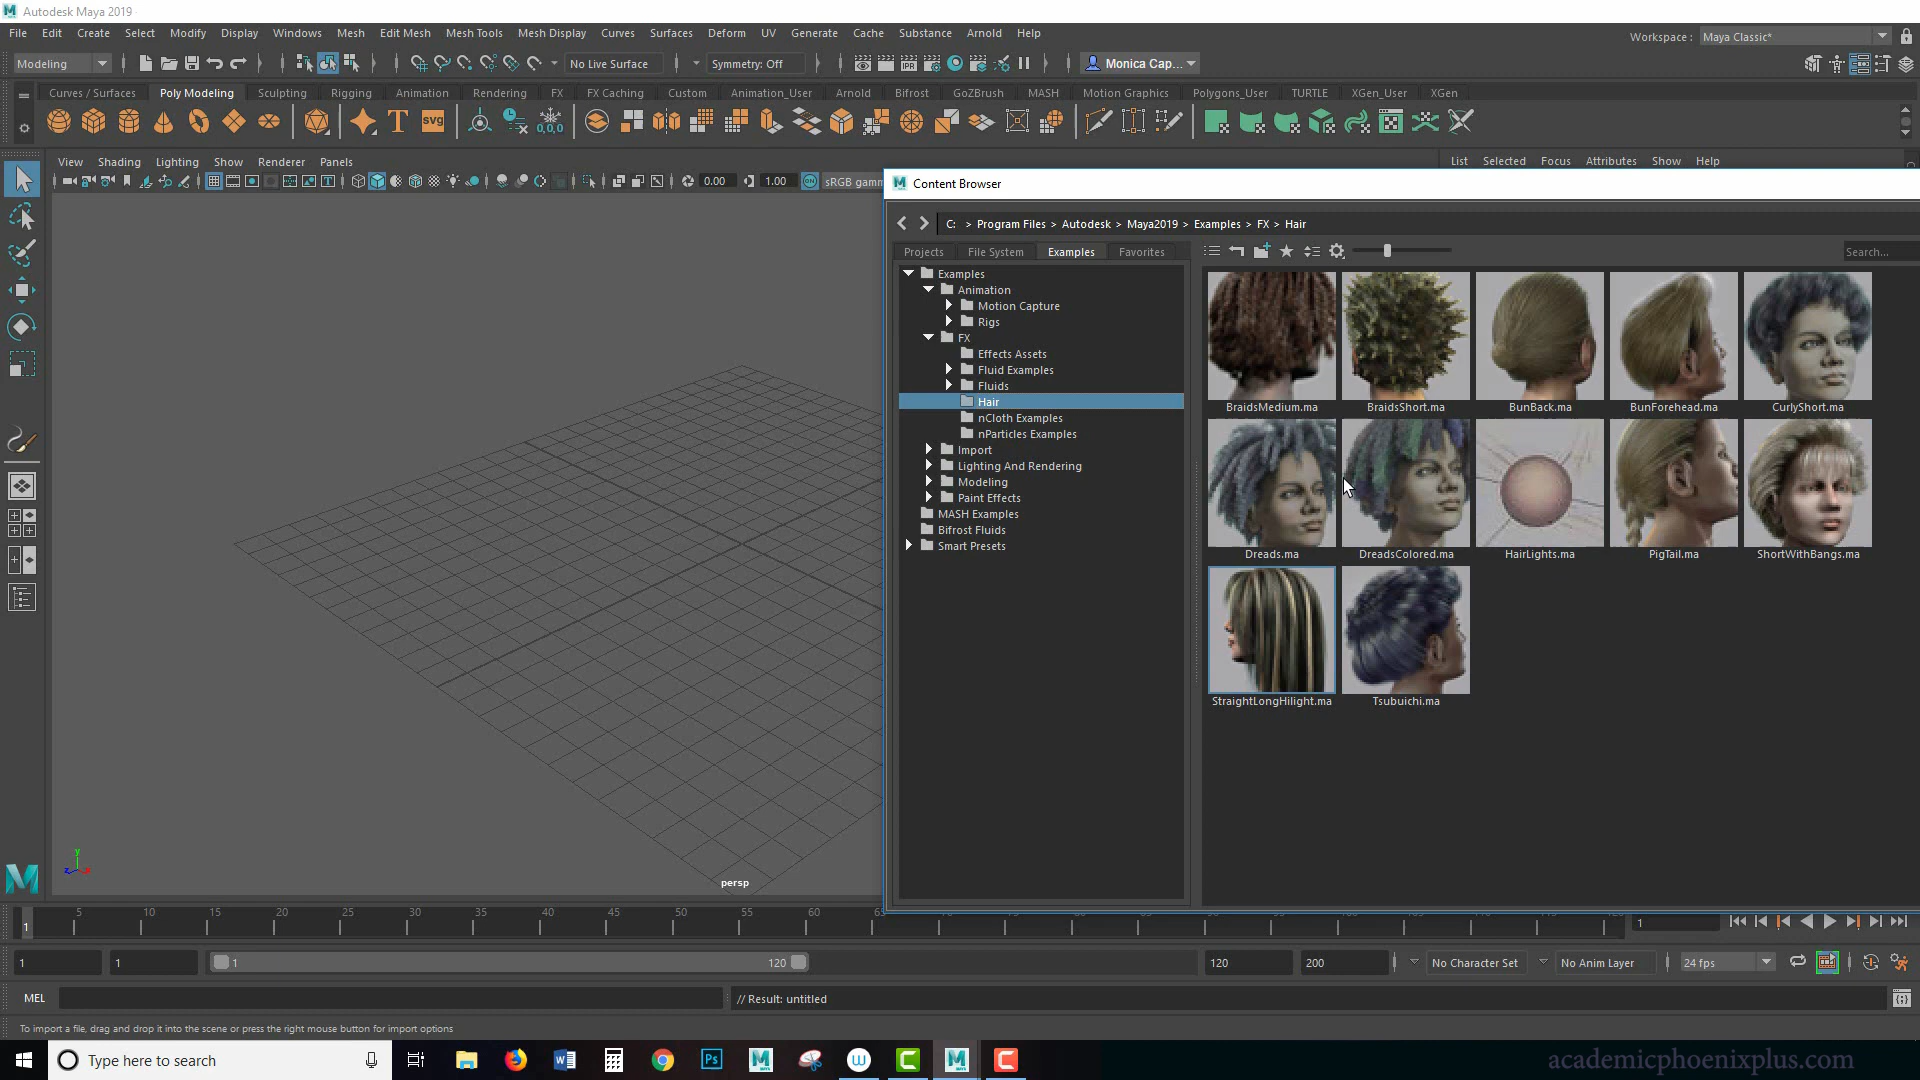 Autodesk Maya 2019
File Edit Create Select Modify Display Windows Mesh Edit Mesh Mesh Tools Mesh Display Curves Surfaces Deform UV Generate Cache Substance Arnold Help
Workspace : Maya Classic*
Modeling No Live Surface Symmetry: Off Monica Cap...
Curves / Surfaces Poly Modeling Sculpting Rigging Animation Rendering FX FX Caching Custom Animation_User Arnold Bifrost GoZBrush MASH Motion Graphics Polygons_User TURTLE XGen_User XGen
T svg 0,0,0
View Shading Lighting Show Renderer Panels
List Selected Focus Attributes Show Help
0.00 1.00 sRGB gamm
Content Browser
C: > Program Files > Autodesk > Maya2019 > Examples > FX > Hair
Projects File System Examples Favorites
Search...
Examples
Animation
Motion Capture
Rigs
FX
Effects Assets
Fluid Examples
Fluids
Hair
nCloth Examples
nParticles Examples
Import
Lighting And Rendering
Modeling
Paint Effects
MASH Examples
Bifrost Fluids
Smart Presets
BraidsMedium.ma BraidsShort.ma BunBack.ma BunForehead.ma CurlyShort.ma
Dreads.ma DreadsColored.ma HairLights.ma PigTail.ma ShortWithBangs.ma
StraightLongHilight.ma Tsubuichi.ma
y
z x
persp
1 5 10 15 20 25 30 35 40 45 50 55 60 1
1 1 1 120 120 200 No Character Set No Anim Layer 24 fps
MEL // Result: untitled
To import a file, drag and drop it into the scene or press the right mouse button for import options
Type here to search
academicphoenixplus.com